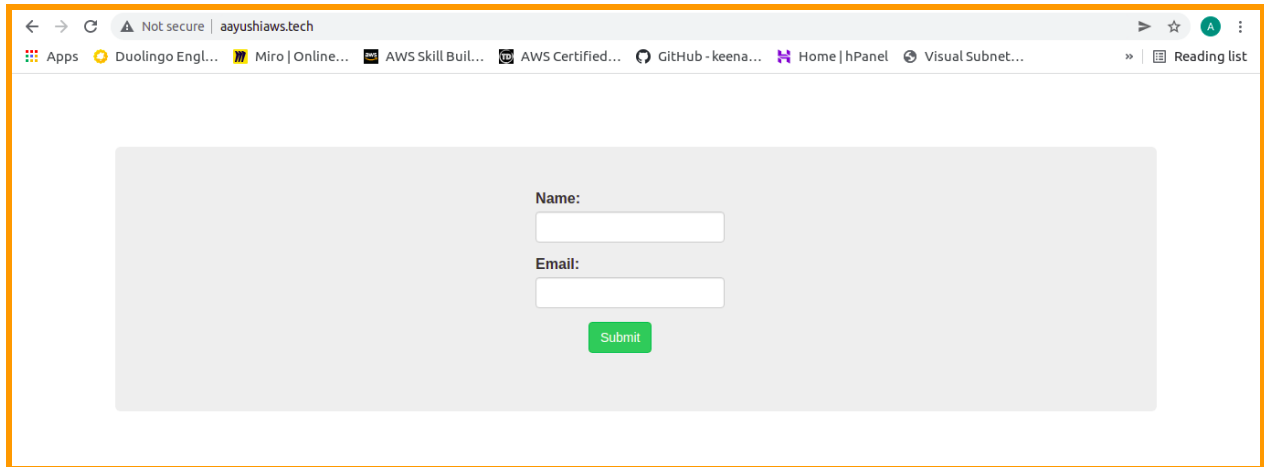 Not secure | aayushiaws.tech A
Apps Duolingo Engl... Miro | Online... AWS Skill Buil... AWS Certified... GitHub - keena... Home | hPanel Visual Subnet... » Reading list
Name:
Email:
Submit